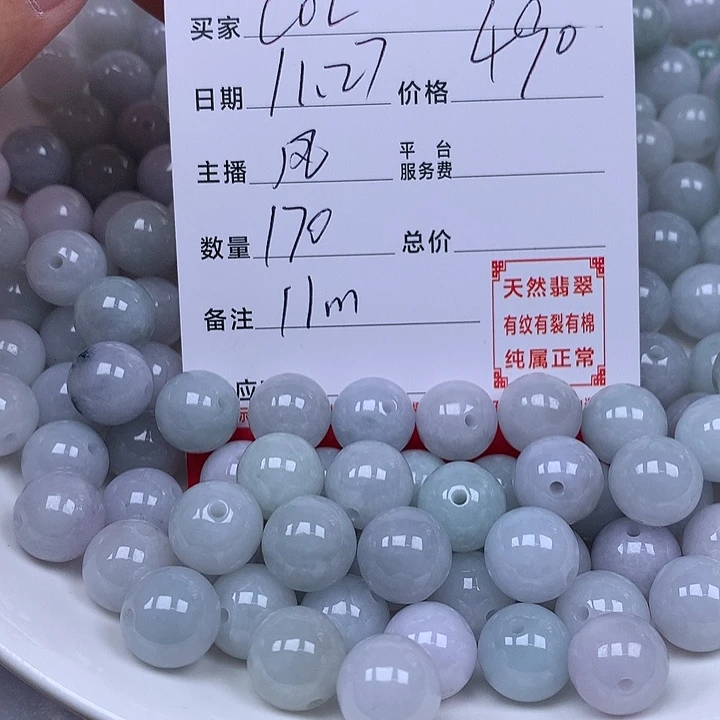 买家 COL
日期 11.27 价格 490
主播 风 平台服务费
数量 170 总价
备注 11m
天然翡翠
有纹有裂有棉
纯属正常
应